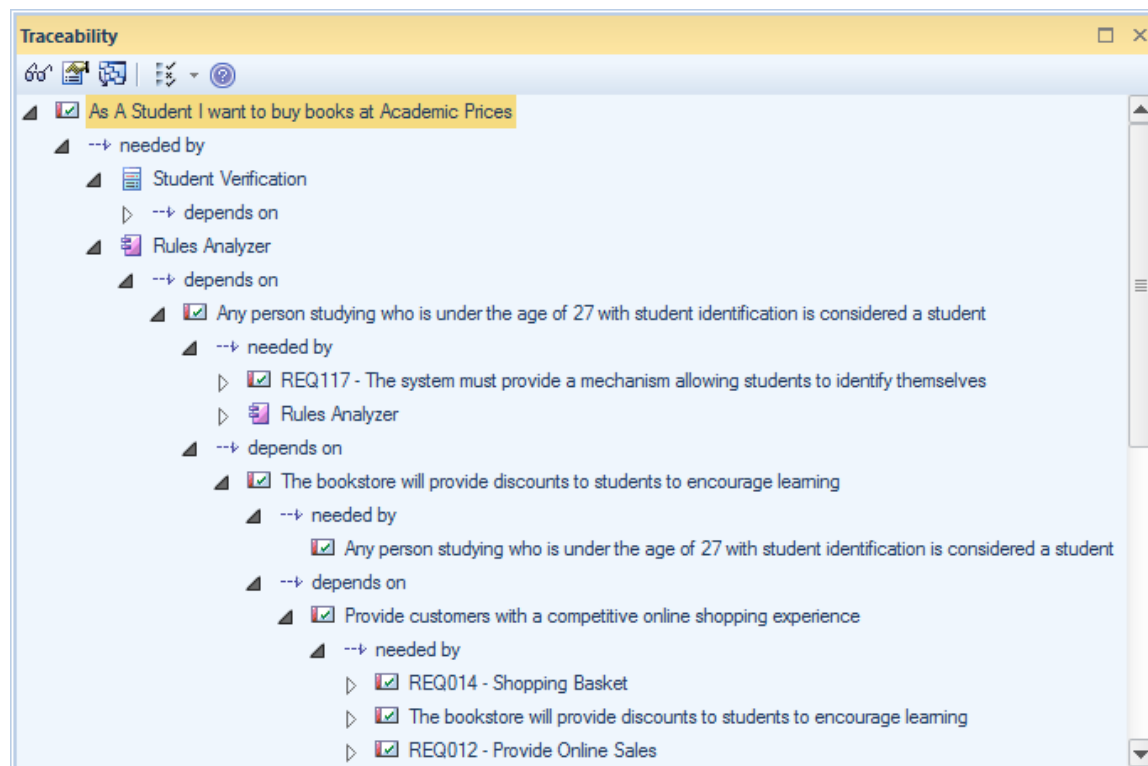 Traceability
As A Student I want to buy books at Academic Prices
needed by
Student Verification
depends on
Rules Analyzer
depends on
Any person studying who is under the age of 27 with student identification is considered a student
needed by
REQ117 - The system must provide a mechanism allowing students to identify themselves
Rules Analyzer
depends on
The bookstore will provide discounts to students to encourage learning
needed by
Any person studying who is under the age of 27 with student identification is considered a student
depends on
Provide customers with a competitive online shopping experience
needed by
REQ014 - Shopping Basket
The bookstore will provide discounts to students to encourage learning
REQ012 - Provide Online Sales